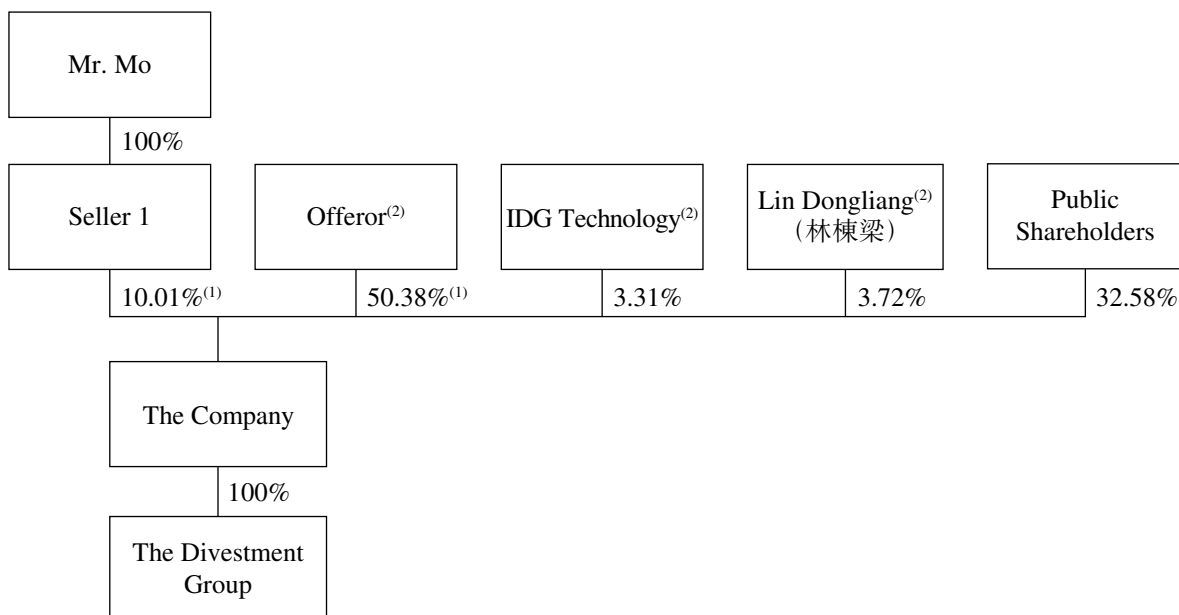 Mr. Mo
100%
Seller 1
Offeror(2)
IDG Technology(2)
Lin Dongliang(2)
（林棟梁）
Public
Shareholders
10.01%(1)
50.38%(1)
3.31%
3.72%
32.58%
The Company
100%
The Divestment
Group